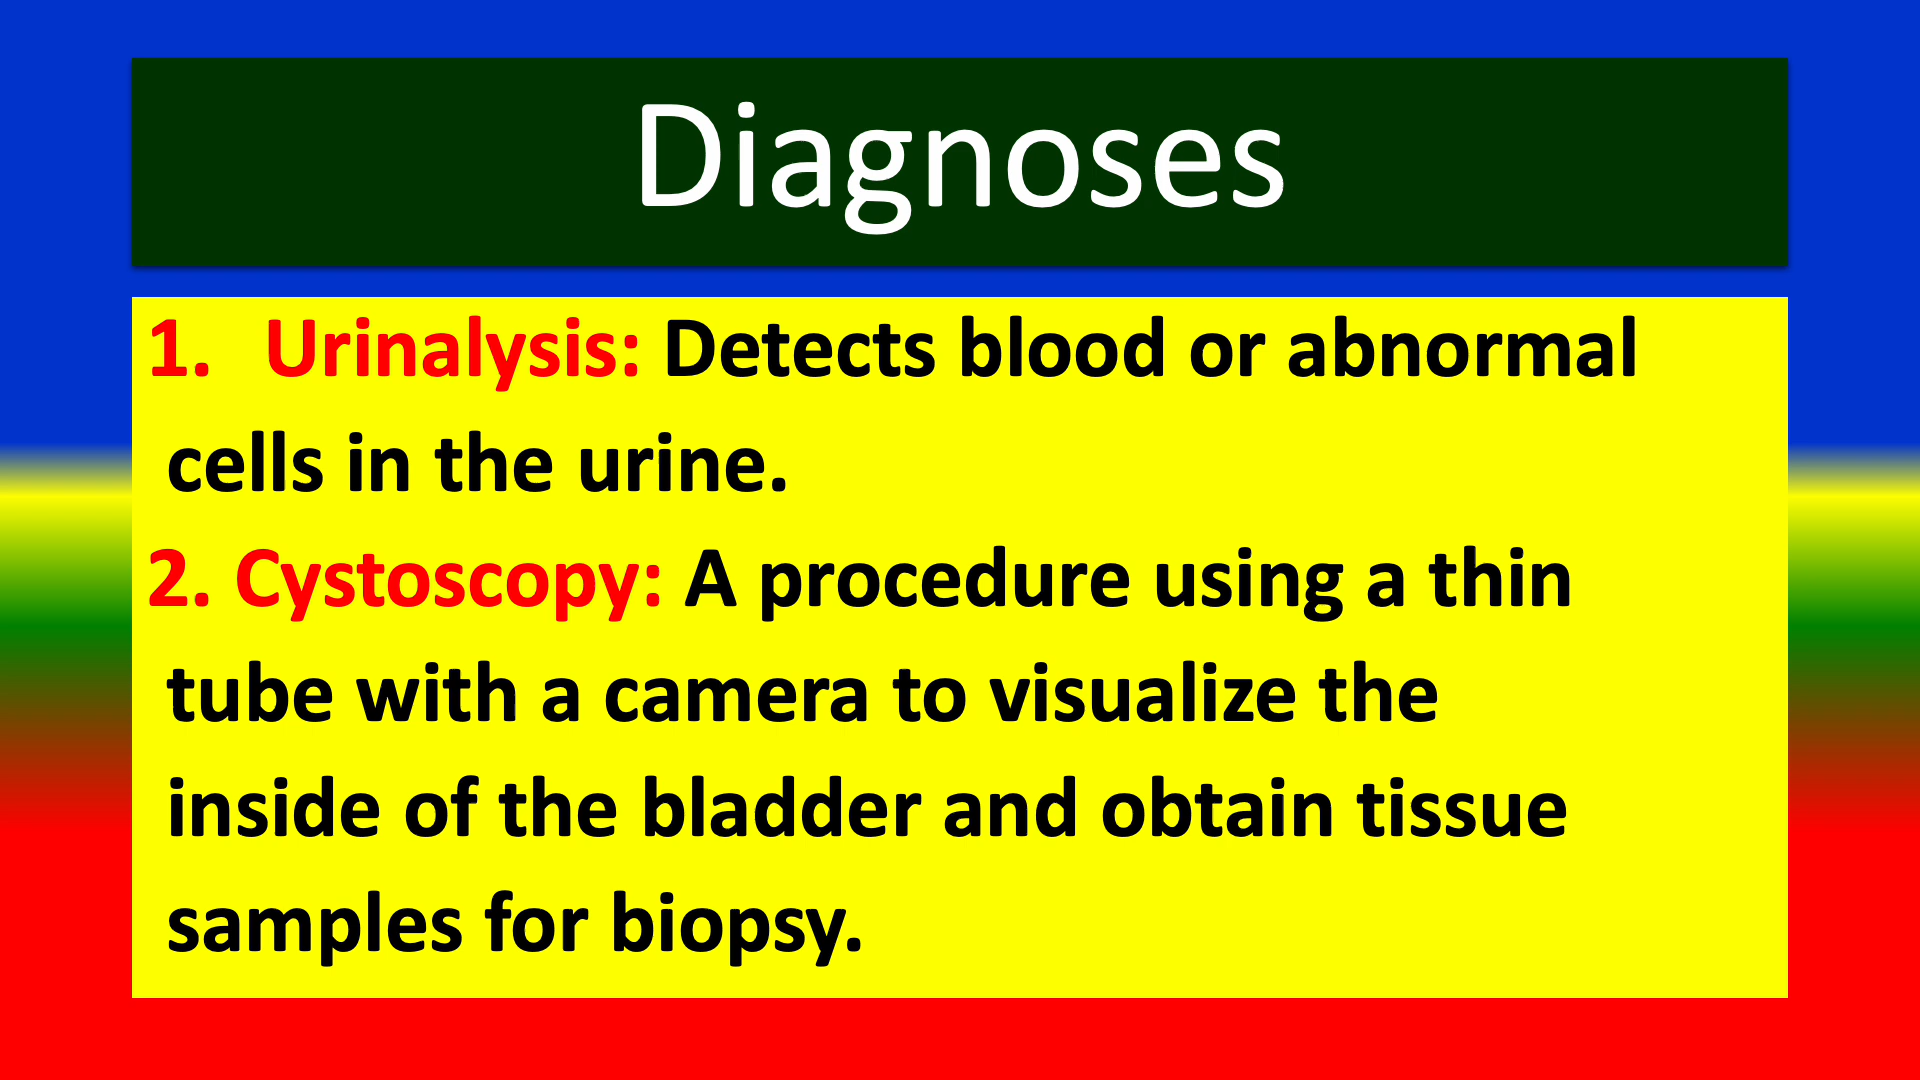 Diagnoses
1. Urinalysis: Detects blood or abnormal
cells in the urine.
2. Cystoscopy: A procedure using a thin
tube with a camera to visualize the
inside of the bladder and obtain tissue
samples for biopsy.